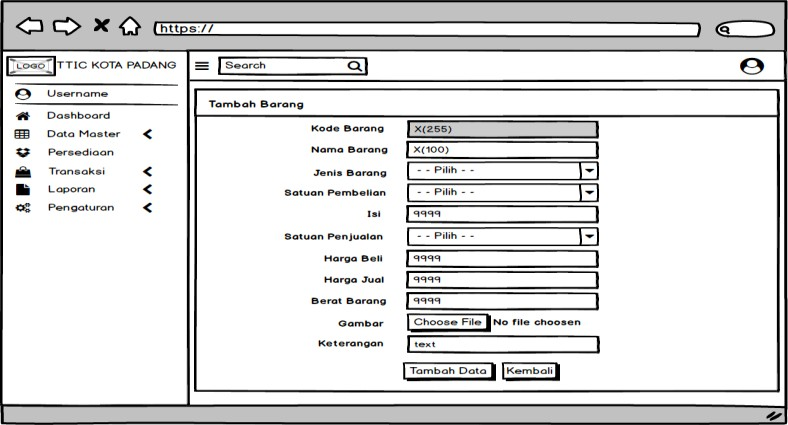 https://
LOGO TTIC KOTA PADANG
Search
Username
Dashboard
Data Master
Persediaan
Transaksi
Laporan
Pengaturan
Tambah Barang
Kode Barang X(255)
Nama Barang X(100)
Jenis Barang - - Pilih - -
Satuan Pembelian - - Pilih - -
Isi 9999
Satuan Penjualan - - Pilih - -
Harga Beli 9999
Harga Jual 9999
Berat Barang 9999
Gambar Choose File No file choosen
Keterangan text
Tambah Data Kembali